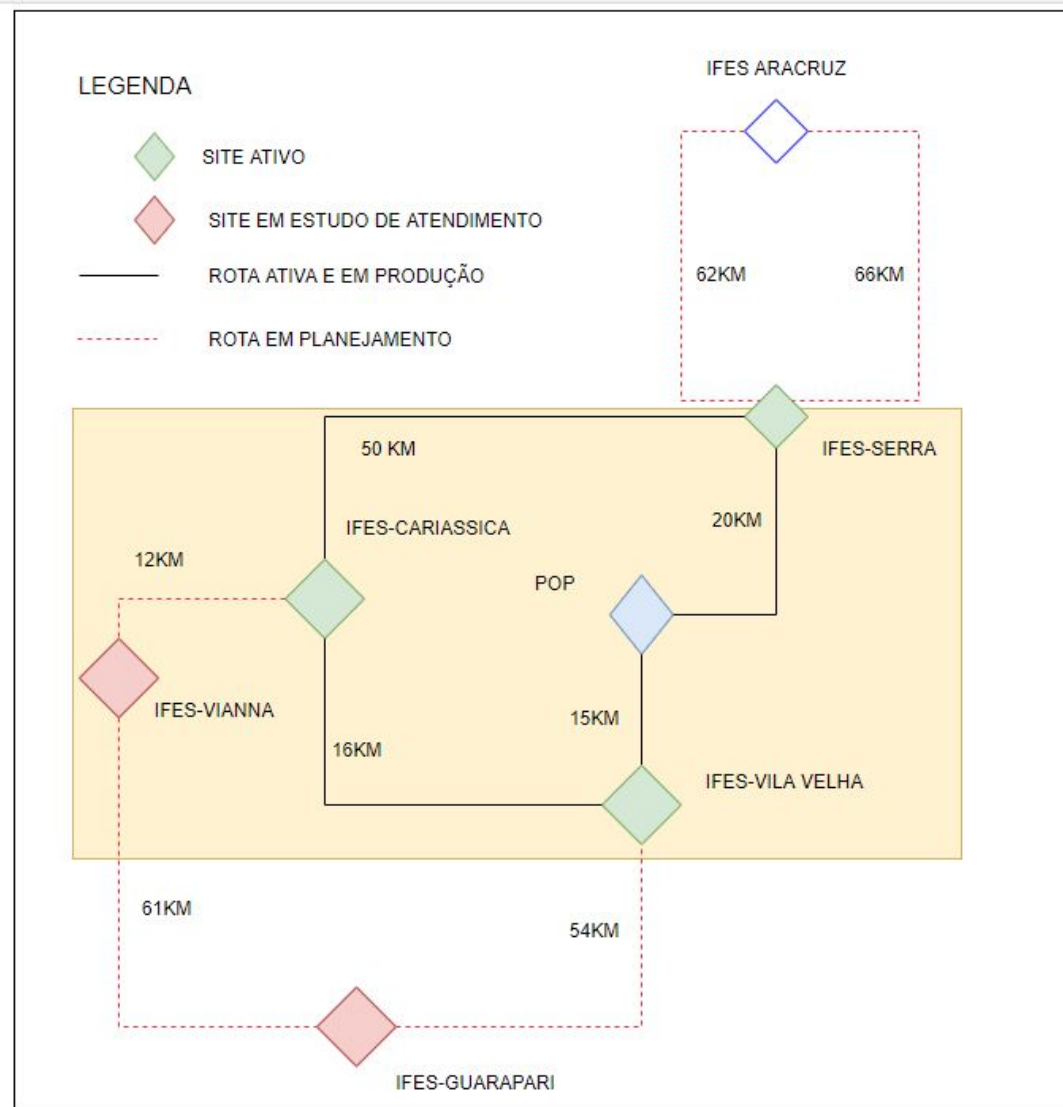 LEGENDA
SITE ATIVO
SITE EM ESTUDO DE ATENDIMENTO
ROTA ATIVA E EM PRODUÇÃO
ROTA EM PLANEJAMENTO
IFES ARACRUZ
62KM
66KM
50 KM
IFES-SERRA
IFES-CARIASSICA
20KM
12KM
POP
IFES-VIANNA
15KM
16KM
IFES-VILA VELHA
61KM
54KM
IFES-GUARAPARI